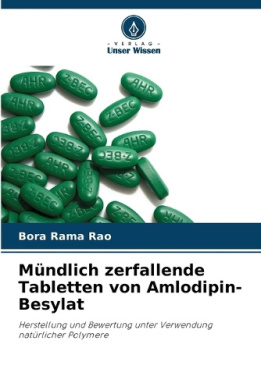 VERLAG
Unser Wissen
Bora Rama Rao
Mündlich zerfallende
Tabletten von Amlodipin-
Besylat
Herstellung und Bewertung unter Verwendung
natürlicher Polymere